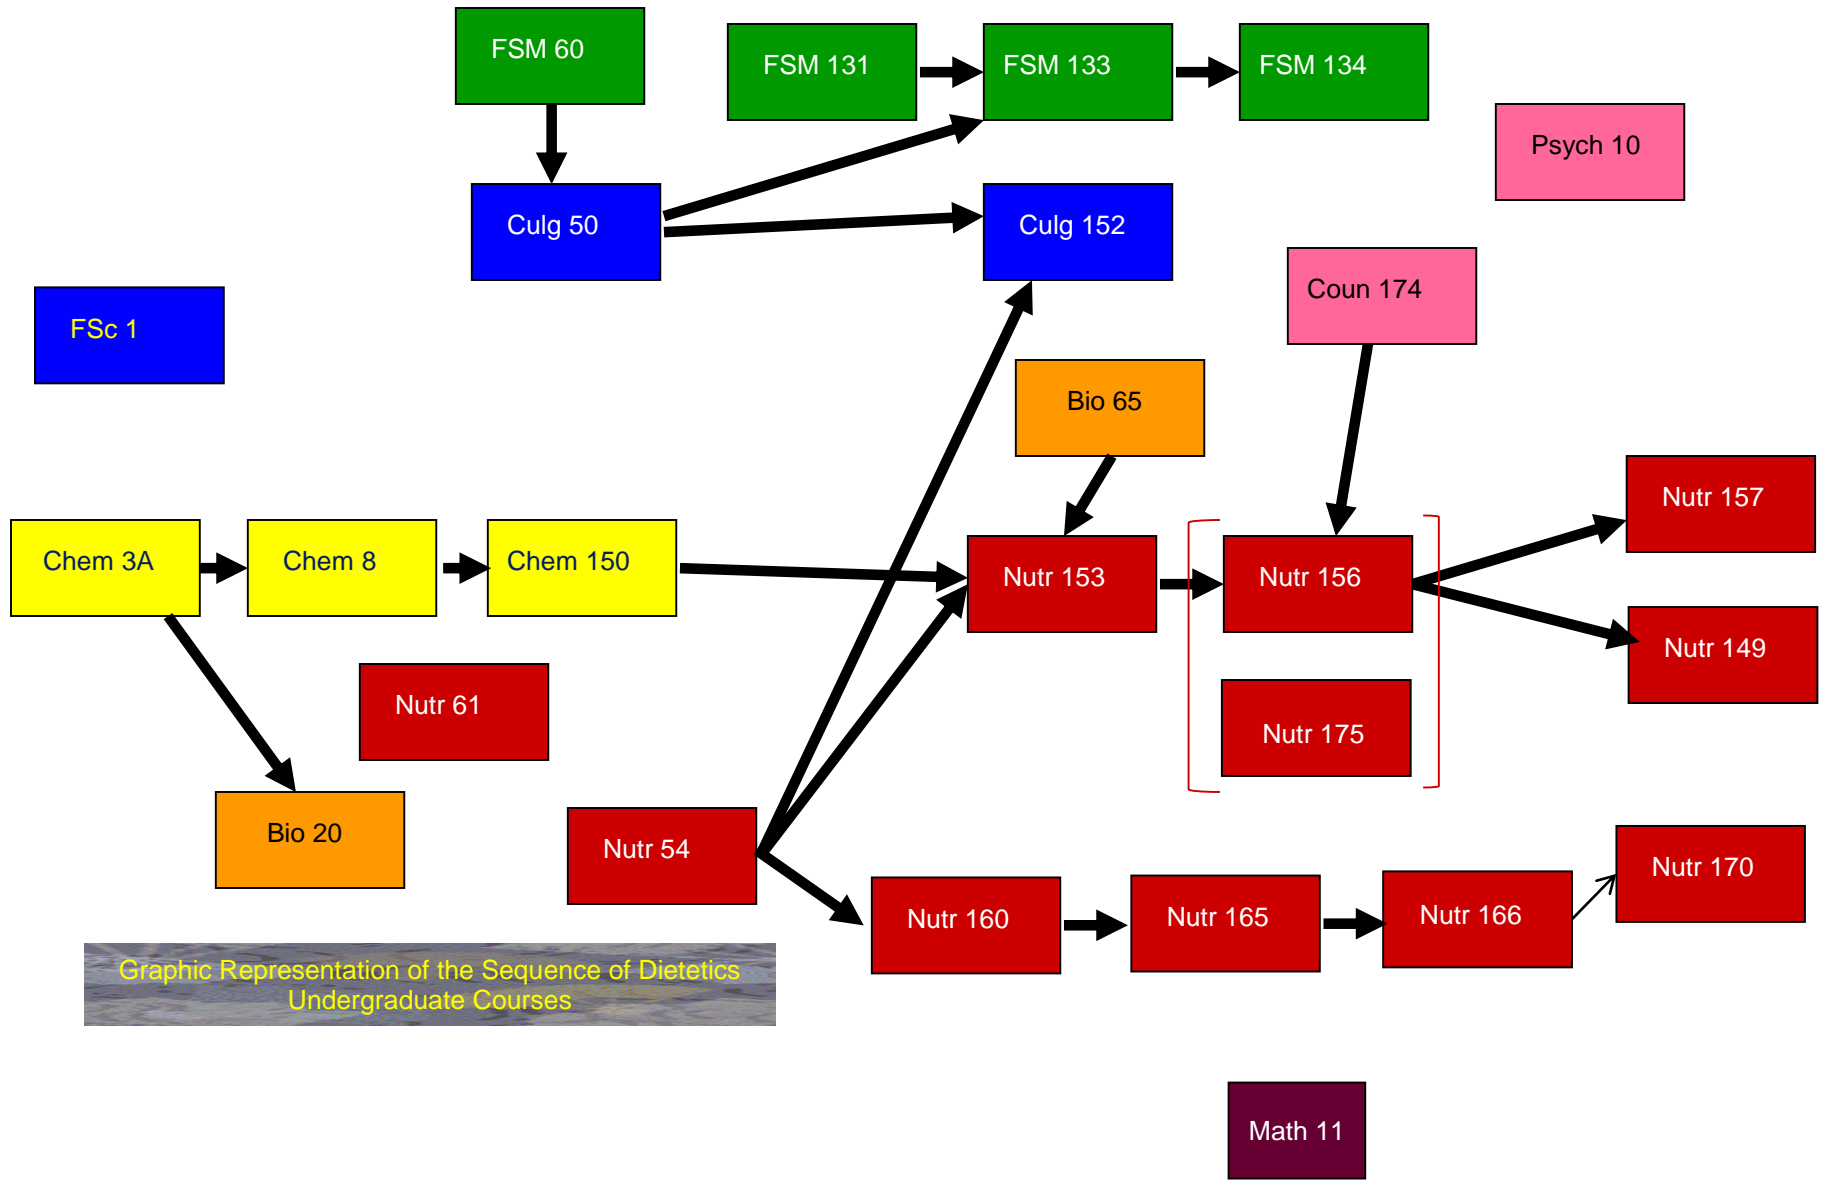 FSM 60
FSM 131
FSM 133
FSM 134
Psych 10
Culg 50
Culg 152
Coun 174
FSc 1
Bio 65
Nutr 157
Chem 3A
Chem 8
Chem 150
Nutr 153
Nutr 156
Nutr 149
Nutr 61
Nutr 175
Bio 20
Nutr 54
Nutr 170
Nutr 160
Nutr 165
Nutr 166
Graphic Representation of the Sequence of Dietetics
Undergraduate Courses
Math 11